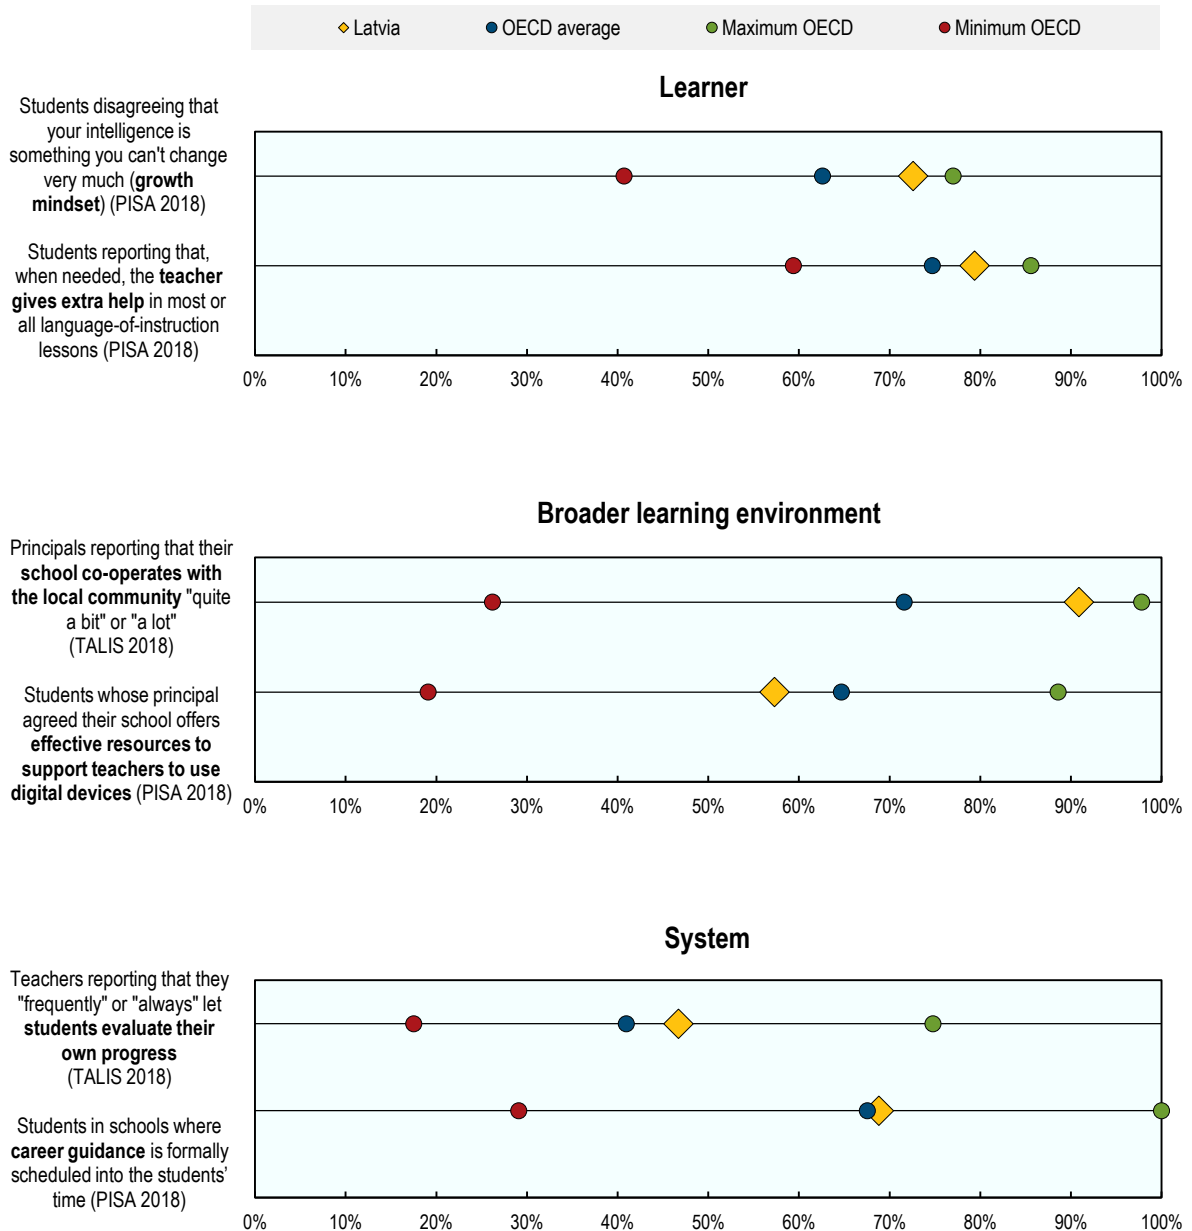 Latvia OECD average Maximum OECD Minimum OECD
Learner
Students disagreeing that
your intelligence is
something you can't change
very much (growth
mindset) (PISA 2018)
Students reporting that,
when needed, the teacher
gives extra help in most or
all language-of-instruction
lessons (PISA 2018)
0% 10% 20% 30% 40% 50% 60% 70% 80% 90% 100%
Broader learning environment
Principals reporting that their
school co-operates with
the local community "quite
a bit" or "a lot"
(TALIS 2018)
Students whose principal
agreed their school offers
effective resources to
support teachers to use
digital devices (PISA 2018)
0% 10% 20% 30% 40% 50% 60% 70% 80% 90% 100%
System
Teachers reporting that they
"frequently" or "always" let
students evaluate their
own progress
(TALIS 2018)
Students in schools where
career guidance is formally
scheduled into the students’
time (PISA 2018)
0% 10% 20% 30% 40% 50% 60% 70% 80% 90% 100%